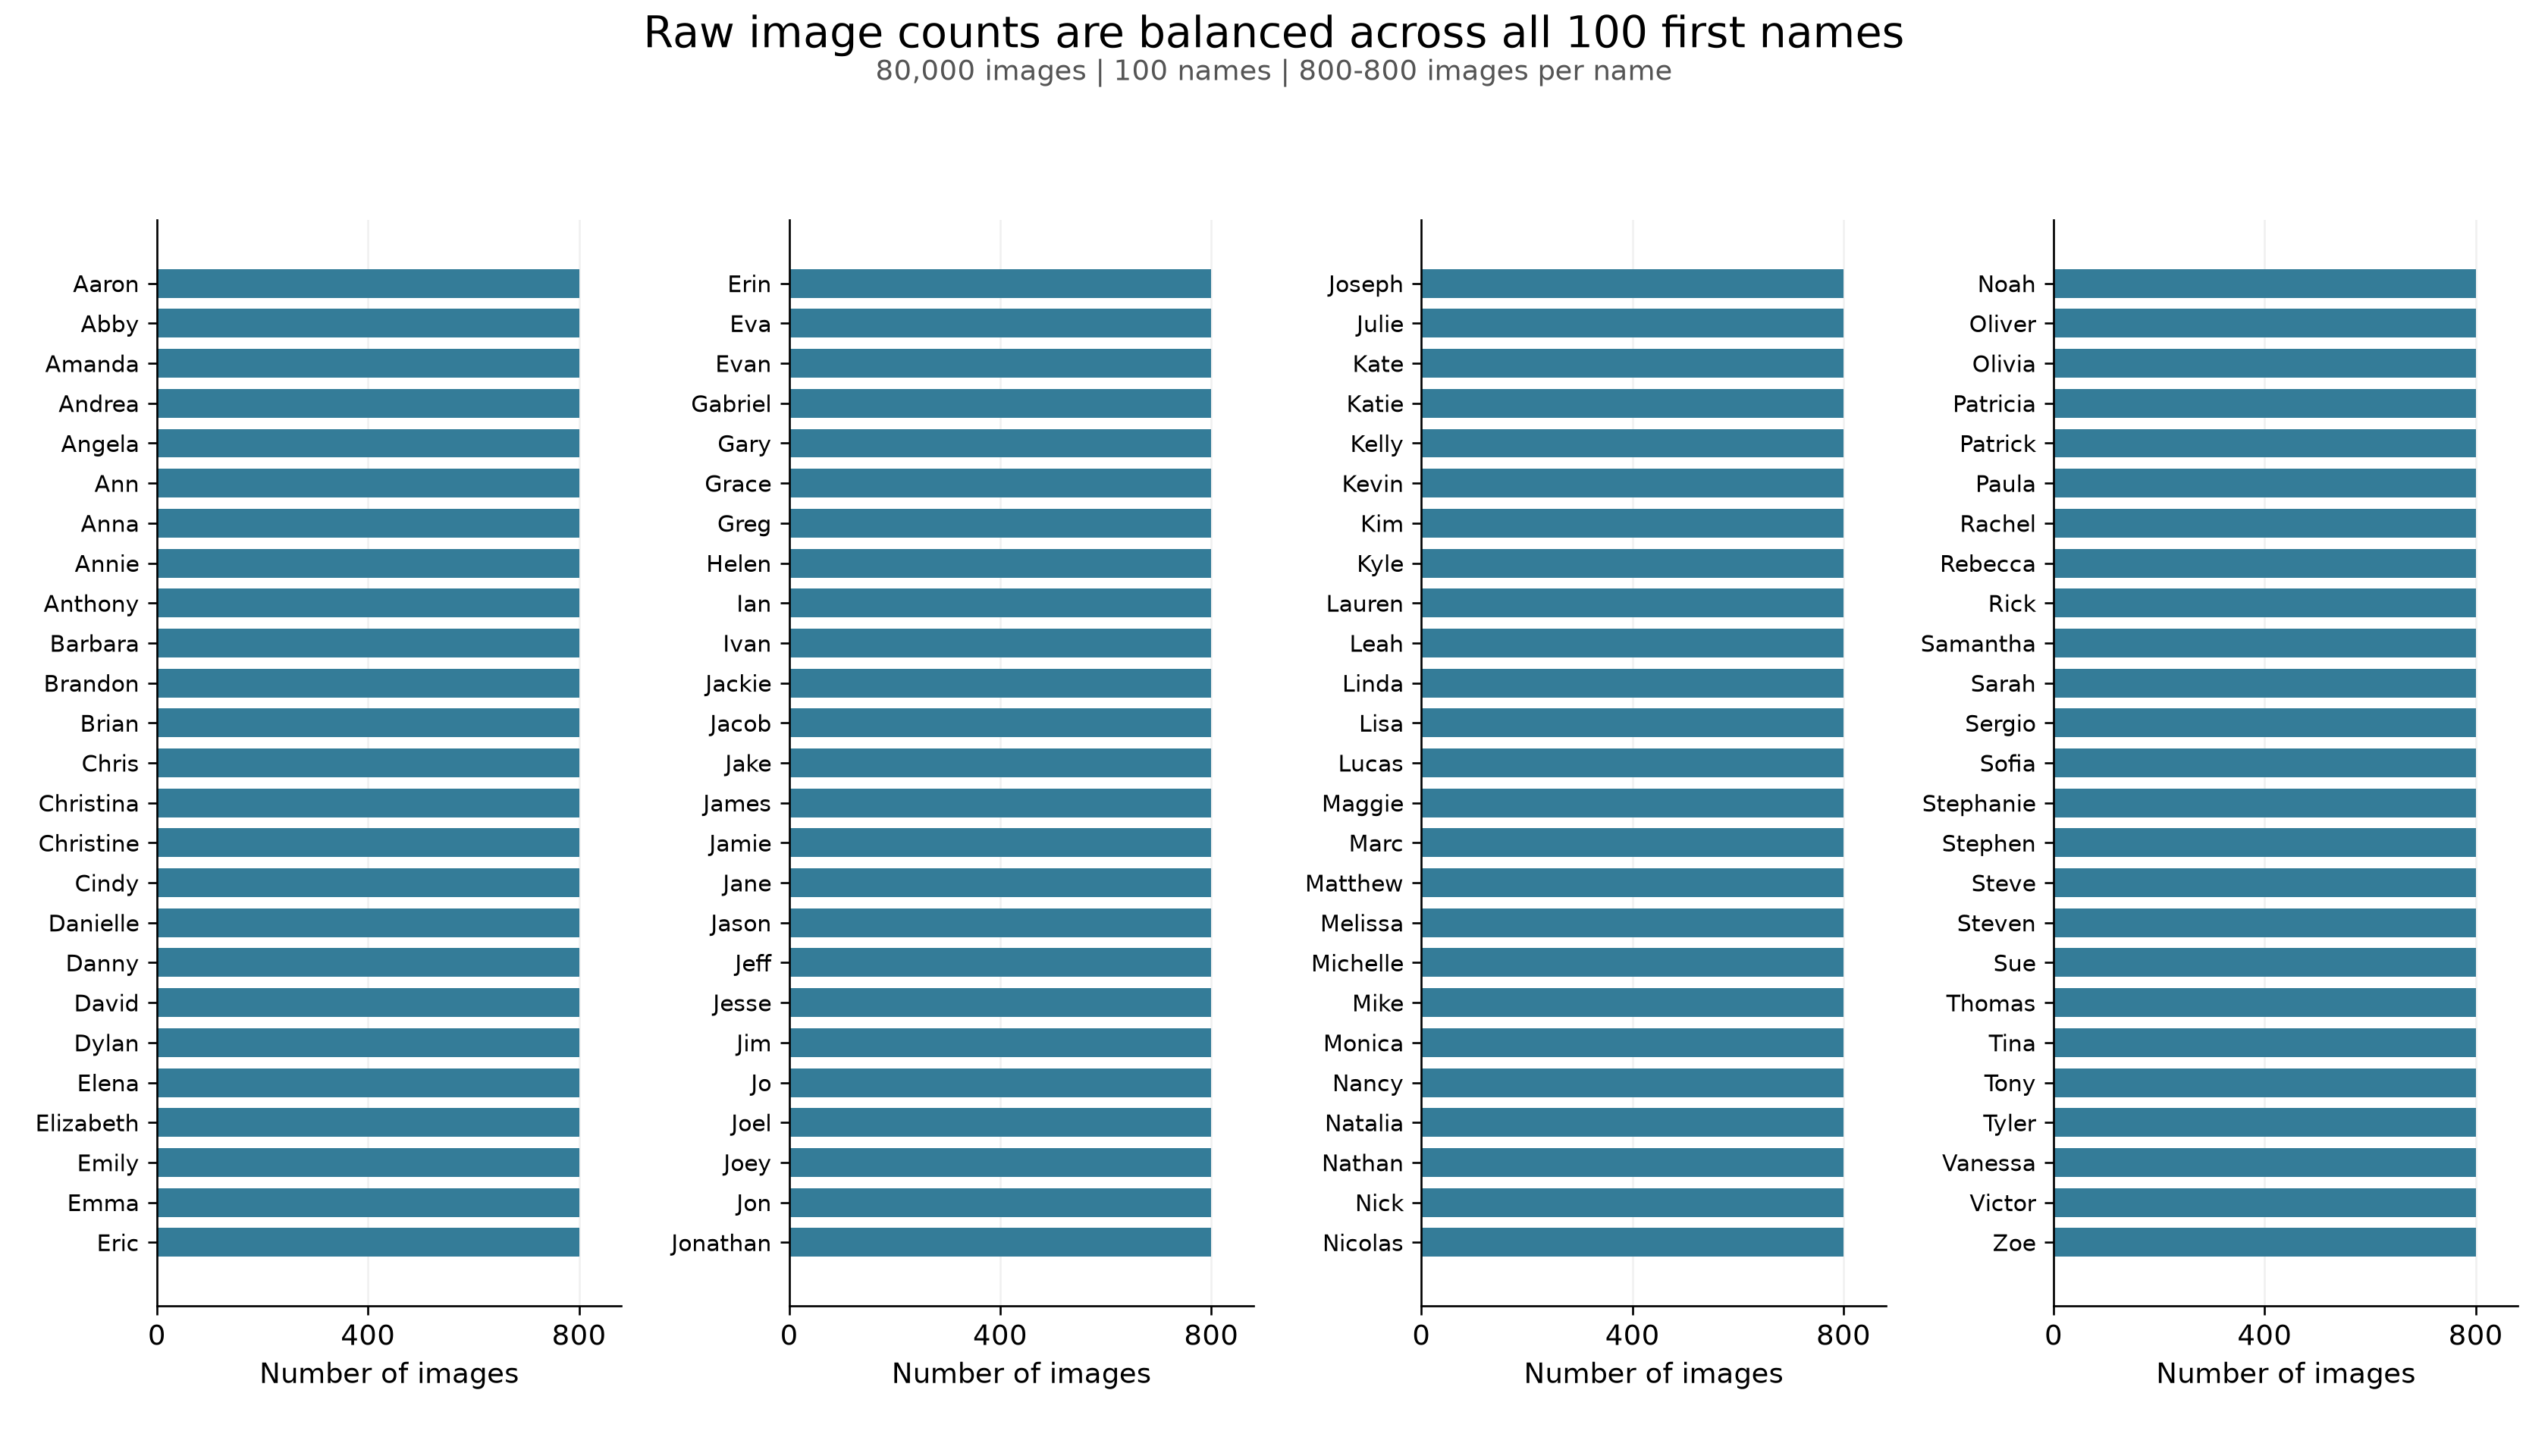 Raw image counts are balanced across all 100 first names
80,000 images | 100 names | 800-800 images per name
Aaron
Abby
Amanda
Andrea
Angela
Ann
Anna
Annie
Anthony
Barbara
Brandon
Brian
Chris
Christina
Christine
Cindy
Danielle
Danny
David
Dylan
Elena
Elizabeth
Emily
Emma
Eric
0 400 800
Number of images
Erin
Eva
Evan
Gabriel
Gary
Grace
Greg
Helen
Ian
Ivan
Jackie
Jacob
Jake
James
Jamie
Jane
Jason
Jeff
Jesse
Jim
Jo
Joel
Joey
Jon
Jonathan
0 400 800
Number of images
Joseph
Julie
Kate
Katie
Kelly
Kevin
Kim
Kyle
Lauren
Leah
Linda
Lisa
Lucas
Maggie
Marc
Matthew
Melissa
Michelle
Mike
Monica
Nancy
Natalia
Nathan
Nick
Nicolas
0 400 800
Number of images
Noah
Oliver
Olivia
Patricia
Patrick
Paula
Rachel
Rebecca
Rick
Samantha
Sarah
Sergio
Sofia
Stephanie
Stephen
Steve
Steven
Sue
Thomas
Tina
Tony
Tyler
Vanessa
Victor
Zoe
0 400 800
Number of images